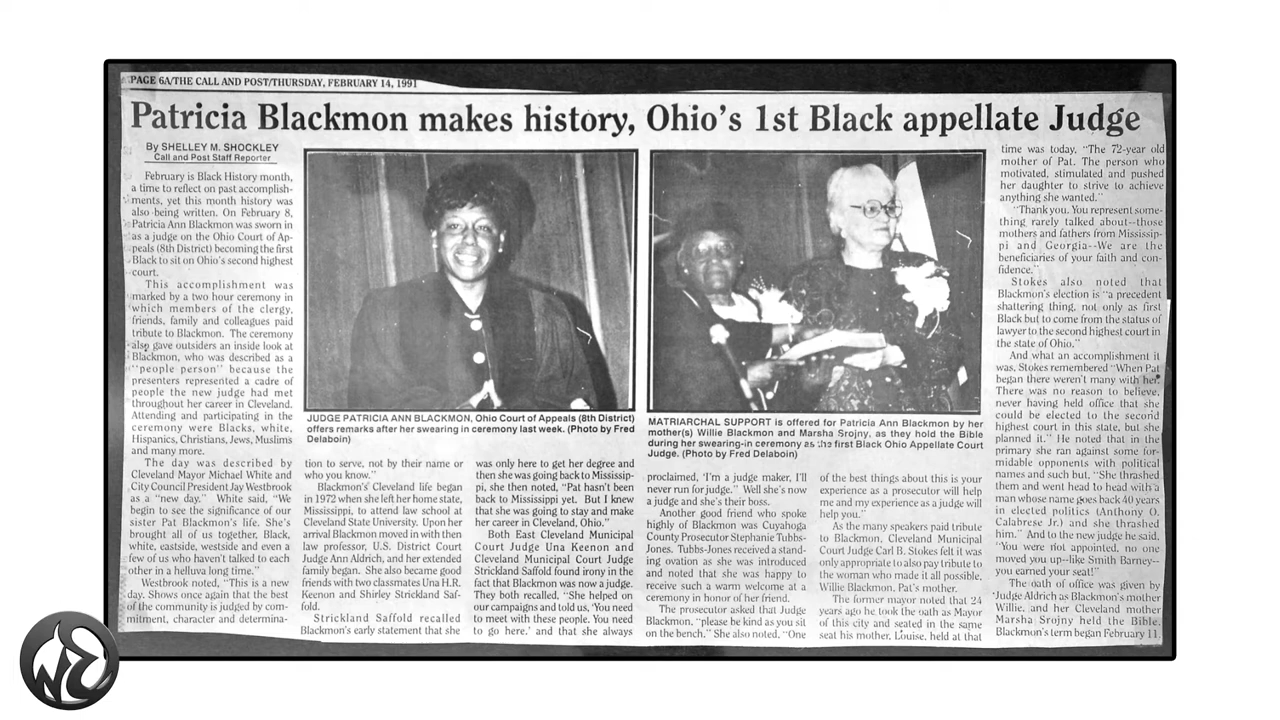 PAGE 6A/THE CALL AND POST/THURSDAY, FEBRUARY 14, 1991
Patricia Blackmon makes history, Ohio's 1st Black appellate Judge
By SHELLEY M. SHOCKLEY
Call and Post Staff Reporter
February is Black History month,
a time to reflect on past accomplish-
ments, yet this month history was
also being written. On February 8,
Patricia Ann Blackmon was sworn in
as a judge on the Ohio Court of Ap-
peals (8th District) becoming the first
Black to sit on Ohio's second highest
court.
This accomplishment was
marked by a two hour ceremony in
which members of the clergy,
friends, family and colleagues paid
tribute to Blackmon. The ceremony
also gave outsiders an inside look at
Blackmon, who was described as a
"people person" because the
presenters represented a cadre of
people the new judge had met
throughout her career in Cleveland.
Attending and participating in the
ceremony were Blacks, white,
Hispanics, Christians, Jews, Muslims
and many more.
The day was described by
Cleveland Mayor Michael White and
City Council President Jay Westbrook
as a "new day." White said, "We
begin to see the significance of our
sister Pat Blackmon's life. She's
brought all of us together, Black,
white, eastside, westside and even a
few of us who haven't talked to each
other in a helluva long time."
Westbrook noted, "This is a new
day. Shows once again that the best
of the community is judged by com-
mitment, character and determina-
JUDGE PATRICIA ANN BLACKMON, Ohio Court of Appeals (8th District)
offers remarks after her swearing in ceremony last week. (Photo by Fred
Delaboin)
tion to serve, not by their name or
who you know."
Blackmon's Cleveland life began
in 1972 when she left her home state,
Mississippi, to attend law school at
Cleveland State University. Upon her
arrival Blackmon moved in with then
law professor, U.S. District Court
Judge Ann Aldrich, and her extended
family began. She also became good
friends with two classmates Una H.R.
Keenon and Shirley Strickland Saf-
fold.
Strickland Saffold recalled
Blackmon's early statement that she
was only here to get her degree and
then she was going back to Mississip-
pi, she then noted, "Pat hasn't been
back to Mississippi yet. But I knew
that she was going to stay and make
her career in Cleveland, Ohio."
Both East Cleveland Municipal
Court Judge Una Keenon and
Cleveland Municipal Court Judge
Strickland Saffold found irony in the
fact that Blackmon was now a judge.
They both recalled, "She helped on
our campaigns and told us, 'You need
to meet with these people. You need
to go here.' and that she always
MATRIARCHAL SUPPORT is offered for Patricia Ann Blackmon by her
mother(s) Willie Blackmon and Marsha Srojny, as they hold the Bible
during her swearing-in ceremony as the first Black Ohio Appellate Court
Judge. (Photo by Fred Delaboin)
proclaimed, 'I'm a judge maker, I'll
never run for judge.'' Well she's now
a judge and she's their boss.
Another good friend who spoke
highly of Blackmon was Cuyahoga
County Prosecutor Stephanie Tubbs-
Jones. Tubbs-Jones received a stand-
ing ovation as she was introduced
and noted that she was happy to
receive such a warm welcome at a
ceremony in honor of her friend.
The prosecutor asked that Judge
Blackmon, "please be kind as you sit
on the bench." She also noted, "One
of the best things about this is your
experience as a prosecutor will help
me and my experience as a judge will
help you."
As the many speakers paid tribute
to Blackmon, Cleveland Municipal
Court Judge Carl B. Stokes felt it was
only appropriate to also pay tribute to
the woman who made it all possible,
Willie Blackmon, Pat's mother.
The former mayor noted that 24
years ago he took the oath as Mayor
of this city and seated in the same
seat his mother, Louise, held at that
time was today, "The 72-year old
mother of Pat. The person who
motivated, stimulated and pushed
her daughter to strive to achieve
anything she wanted."
"Thank you. You represent some-
thing rarely talked about--those
mothers and fathers from Mississip-
pi and Georgia--We are the
beneficiaries of your faith and con-
fidence."
Stokes also noted that
Blackmon's election is "a precedent
shattering thing, not only as first
Black but to come from the status of
lawyer to the second highest court in
the state of Ohio."
And what an accomplishment it
was, Stokes remembered "When Pat
began there weren't many with her.
There was no reason to believe,
never having held office that she
could be elected to the second
highest court in this state, but she
planned it." He noted that in the
primary she ran against some for-
midable opponents with political
names and such but, "She thrashed
them and went head to head with a
man whose name goes back 40 years
in elected politics (Anthony O.
Calabrese Jr.) and she thrashed
him." And to the new judge he said,
"You were not appointed, no one
moved you up--like Smith Barney--
you earned your seat!"
The oath of office was given by
Judge Aldrich as Blackmon's mother
Willie, and her Cleveland mother
Marsha Srojny held the Bible.
Blackmon's term began February 11.